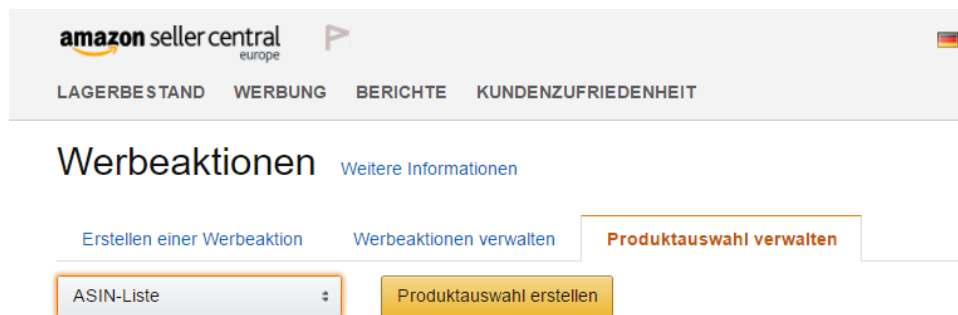 amazon seller central
europe
LAGERBESTAND WERBUNG BERICHTE KUNDENZUFRIEDENHEIT
Werbeaktionen Weitere Informationen
Erstellen einer Werbeaktion Werbeaktionen verwalten Produktauswahl verwalten
ASIN-Liste Produktauswahl erstellen